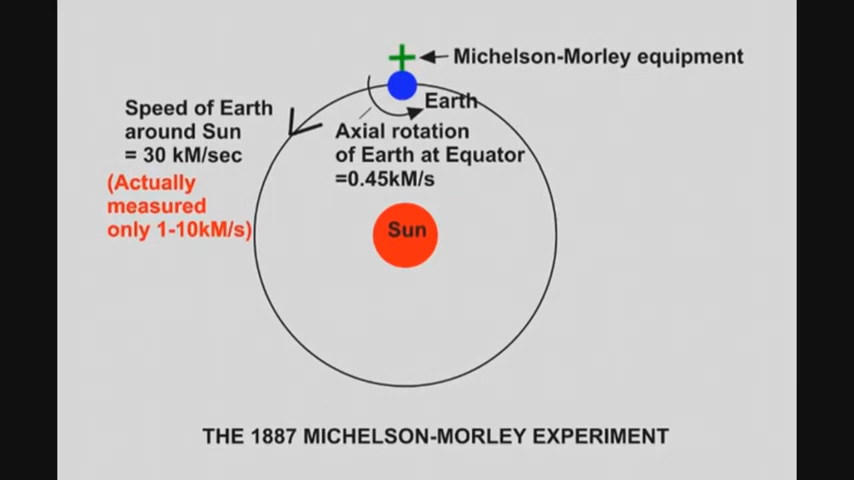 Michelson-Morley equipment
Earth
Speed of Earth
around Sun
= 30 kM/sec
(Actually
measured
only 1-10kM/s)
Axial rotation
of Earth at Equator
=0.45kM/s
Sun
THE 1887 MICHELSON-MORLEY EXPERIMENT